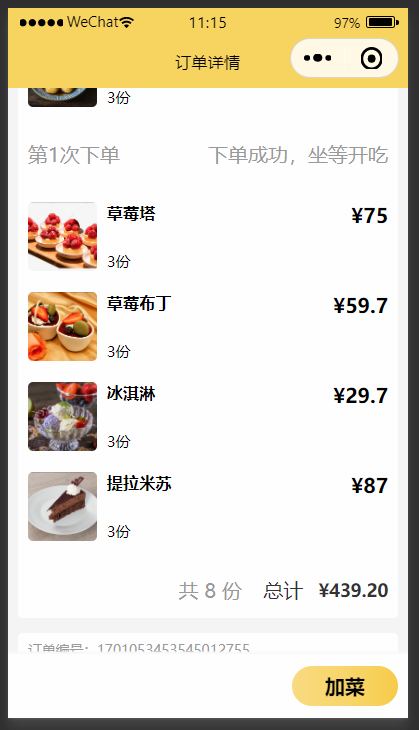 WeChat 11:15 97%
订单详情
3份
第1次下单 下单成功，坐等开吃
草莓塔 ¥75
3份
草莓布丁 ¥59.7
3份
冰淇淋 ¥29.7
3份
提拉米苏 ¥87
3份
共 8 份 总计 ¥439.20
订单编号：1701053453545012755
加菜